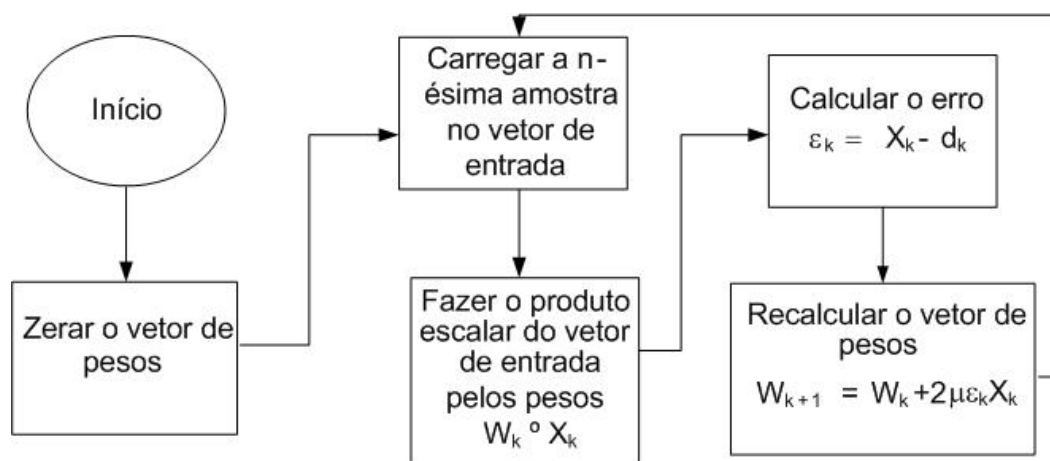 Início
Zerar o vetor de
pesos
Carregar a n-
ésima amostra
no vetor de
entrada
Fazer o produto
escalar do vetor
de entrada
pelos pesos
Wₖ º Xₖ
Calcular o erro
εₖ = Xₖ - dₖ
Recalcular o vetor de
pesos
Wₖ₊₁ = Wₖ+2μεₖXₖ